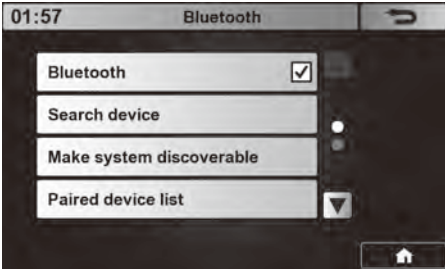 01:57 Bluetooth
Bluetooth
Search device
Make system discoverable
Paired device list